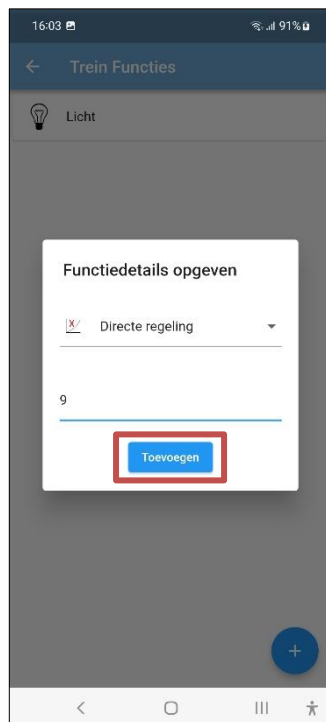 16:03 91%
Trein Functies
Licht
Functiedetails opgeven
Directe regeling
9
Toevoegen
+